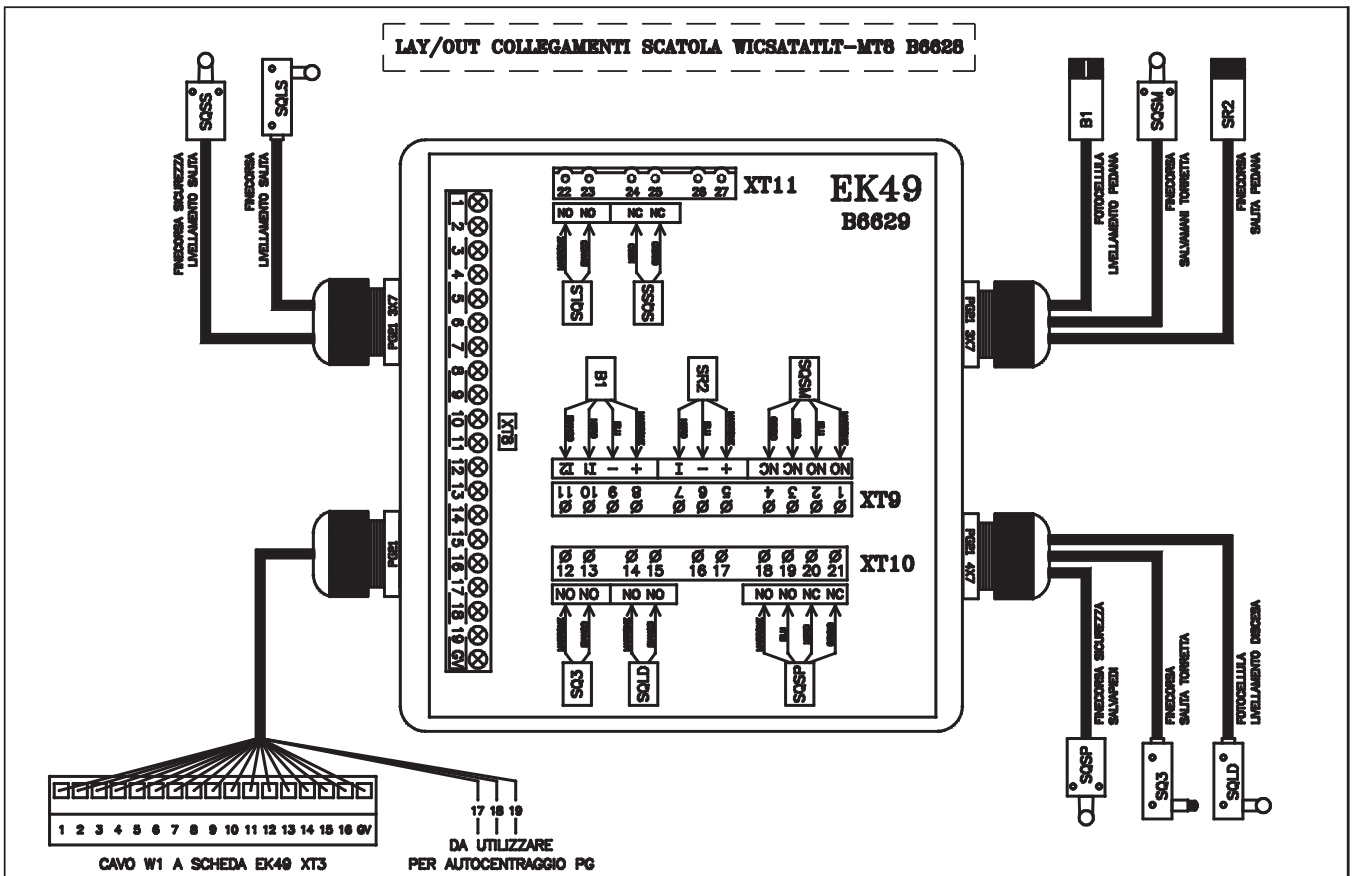 LAY/OUT COLLEGAMENTI SCATOLA WICSATATLT-MT8 B6628
SQSS
SQLS
FINECORSA SICUREZZA
LIVELLAMENTO SALITA
FINECORSA
LIVELLAMENTO SALITA
PG21 3X7
B1
SQSM
SR2
FOTOCELLULA
LIVELLAMENTO PEDANA
FINECORSA
SALVAMANI TORRETTA
FINECORSA
SALITA PEDANA
PG21 3X7
EK49
B6629
22 23 24 25 26 27
XT11
NO NO NC NC
SQLS
SQSS
1
2
3
4
5
6
7
8
9
10
11
12
13
14
15
16
17
18
19
GV
XT8
B1
SR2
SQSM
I2 I1 - + I - + NC NC NO NO
11 10 9 8 7 6 5 4 3 2 1
XT9
XT10
12 13 14 15 16 17 18 19 20 21
NO NO NO NO NO NO NC NC
SQ3
SQLD
SQSP
PG21
PG21 4X7
FINECORSA SICUREZZA
SALVAPIEDI
FINECORSA
SALITA TORRETTA
FOTOCELLULA
LIVELLAMENTO DISCESA
SQSP
SQ3
SQLD
1 2 3 4 5 6 7 8 9 10 11 12 13 14 15 16 GV
17 18 19
CAVO W1 A SCHEDA EK49 XT3
DA UTILIZZARE
PER AUTOCENTRAGGIO PG